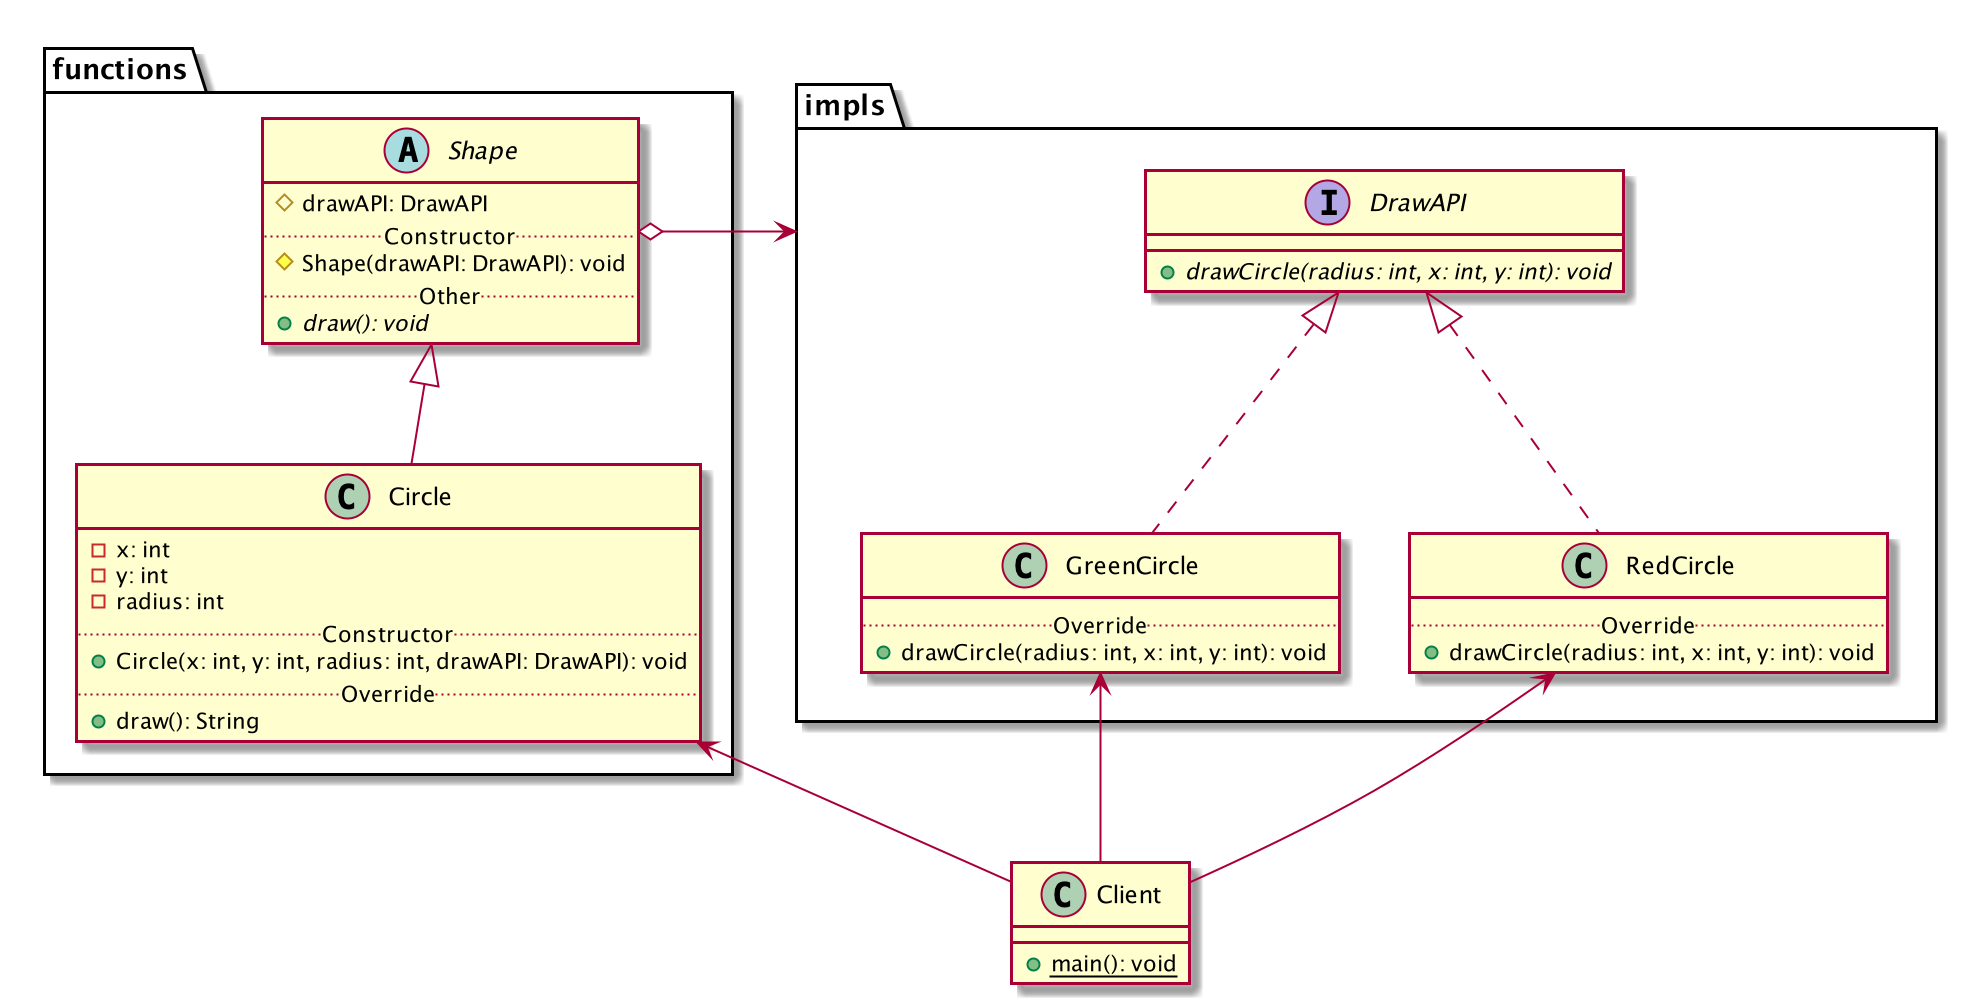 functions
A Shape
drawAPI: DrawAPI
Constructor
Shape(drawAPI: DrawAPI): void
Other
draw(): void
C Circle
x: int
y: int
radius: int
Constructor
Circle(x: int, y: int, radius: int, drawAPI: DrawAPI): void
Override
draw(): String
impls
I DrawAPI
drawCircle(radius: int, x: int, y: int): void
C GreenCircle
Override
drawCircle(radius: int, x: int, y: int): void
C RedCircle
Override
drawCircle(radius: int, x: int, y: int): void
C Client
main(): void